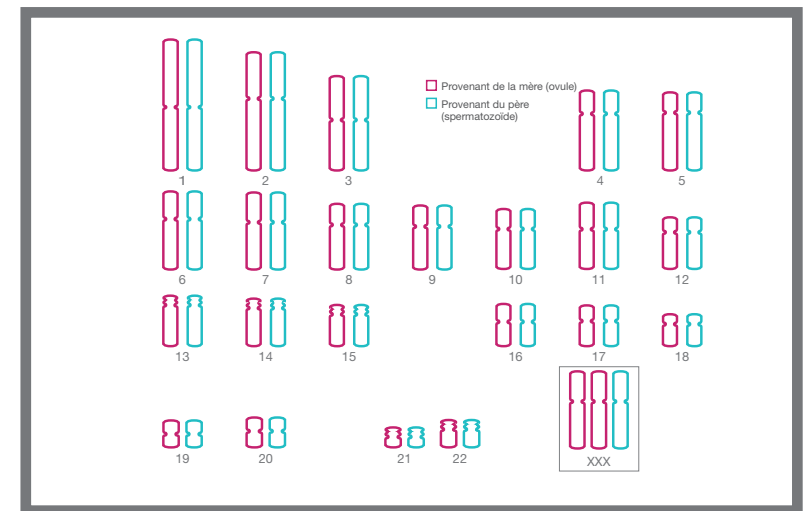 Provenant de la mère (ovule)
Provenant du père
(spermatozoïde)
1 2 3 4 5
6 7 8 9 10 11 12
13 14 15 16 17 18
19 20 21 22 XXX